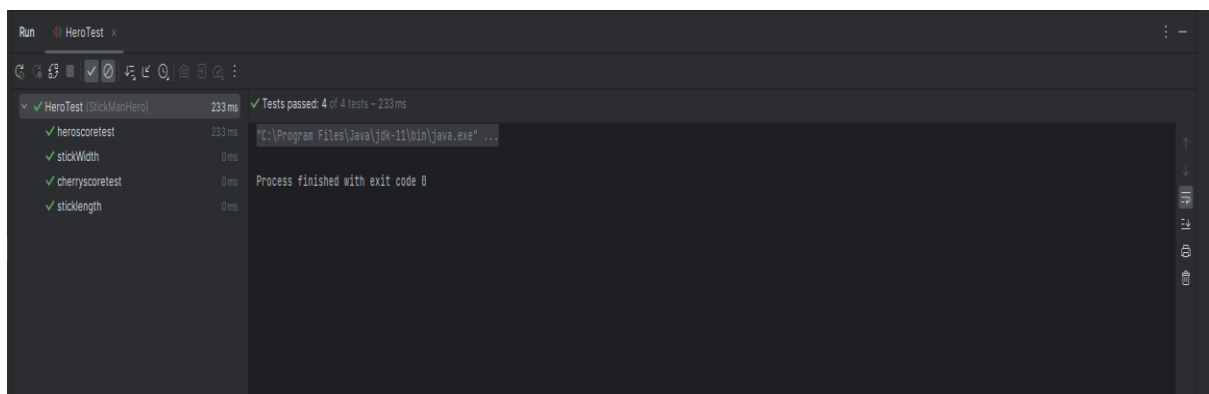 Run HeroTest ×
HeroTest (StickManHero) 233 ms
✓ Tests passed: 4 of 4 tests – 233 ms
heroscoretest 233 ms
"C:\Program Files\Java\jdk-11\bin\java.exe" ...
stickWidth 0 ms
cherryscoretest 0 ms
Process finished with exit code 0
sticklength 0 ms